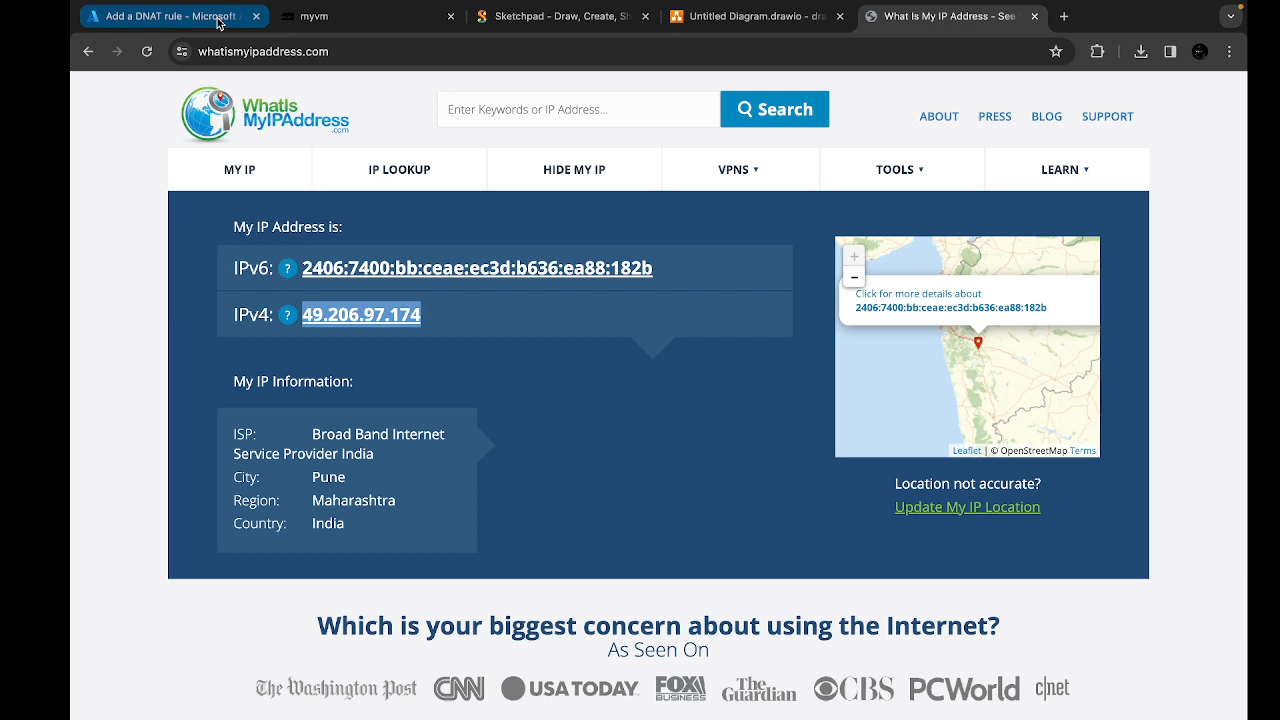 Add a DNAT rule - Microsoft
myvm
Sketchpad - Draw, Create, Sh
Untitled Diagram.drawio - dra
What Is My IP Address - See
whatismyipaddress.com
WhatIs
MyIPAddress
.com
Enter Keywords or IP Address...
Search
ABOUT
PRESS
BLOG
SUPPORT
MY IP
IP LOOKUP
HIDE MY IP
VPNS
TOOLS
LEARN
My IP Address is:
IPv6: ? 2406:7400:bb:ceae:ec3d:b636:ea88:182b
IPv4: ? 49.206.97.174
+
-
Click for more details about
2406:7400:bb:ceae:ec3d:b636:ea88:182b
Leaflet | © OpenStreetMap Terms
My IP Information:
ISP: Broad Band Internet
Service Provider India
City: Pune
Region: Maharashtra
Country: India
Location not accurate?
Update My IP Location
Which is your biggest concern about using the Internet?
As Seen On
The Washington Post
CNN
USA TODAY
FOX
BUSINESS
The
Guardian
CBS
PCWorld
c|net